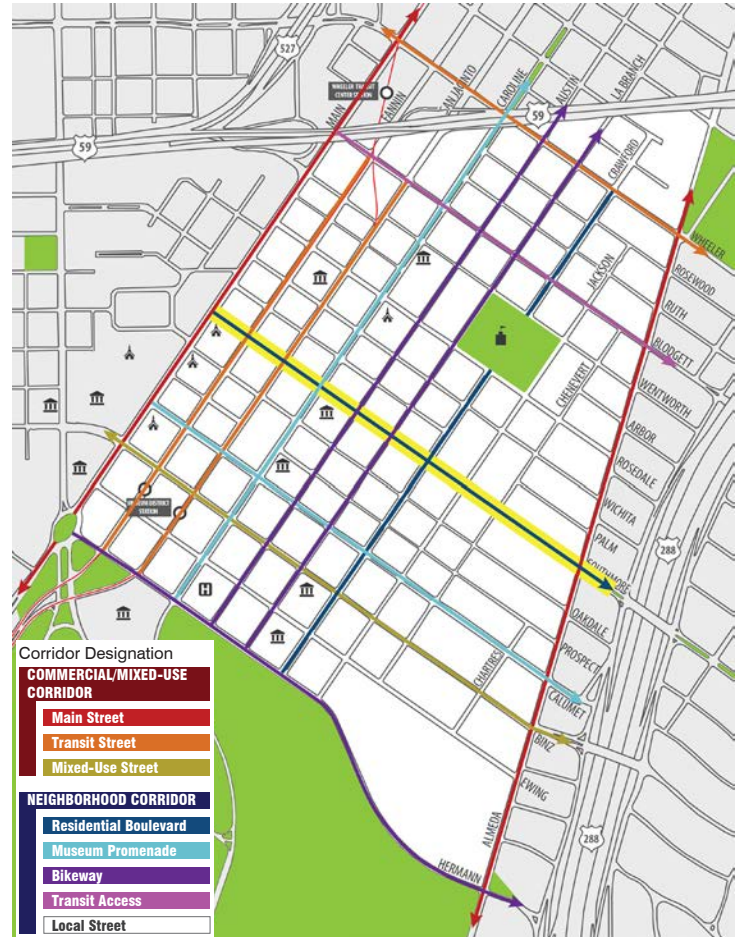 527
WHEELER TRANSIT
CENTER STATION
MAIN
FANNIN
SAN JACINTO
CAROLINE
AUSTIN
LA BRANCH
59
59
CRAWFORD
WHEELER
JACKSON
ROSEWOOD
RUTH
BLODGETT
CHENEVERT
WENTWORTH
ARBOR
ROSEDALE
WICHITA
PALM
SOUTHMORE
288
MUSEUM DISTRICT
STATION
OAKDALE
PROSPECT
H
CHARTRES
CALUMET
BINZ
EWING
ALMEDA
288
HERMANN
Corridor Designation
COMMERCIAL/MIXED-USE
CORRIDOR
Main Street
Transit Street
Mixed-Use Street
NEIGHBORHOOD CORRIDOR
Residential Boulevard
Museum Promenade
Bikeway
Transit Access
Local Street